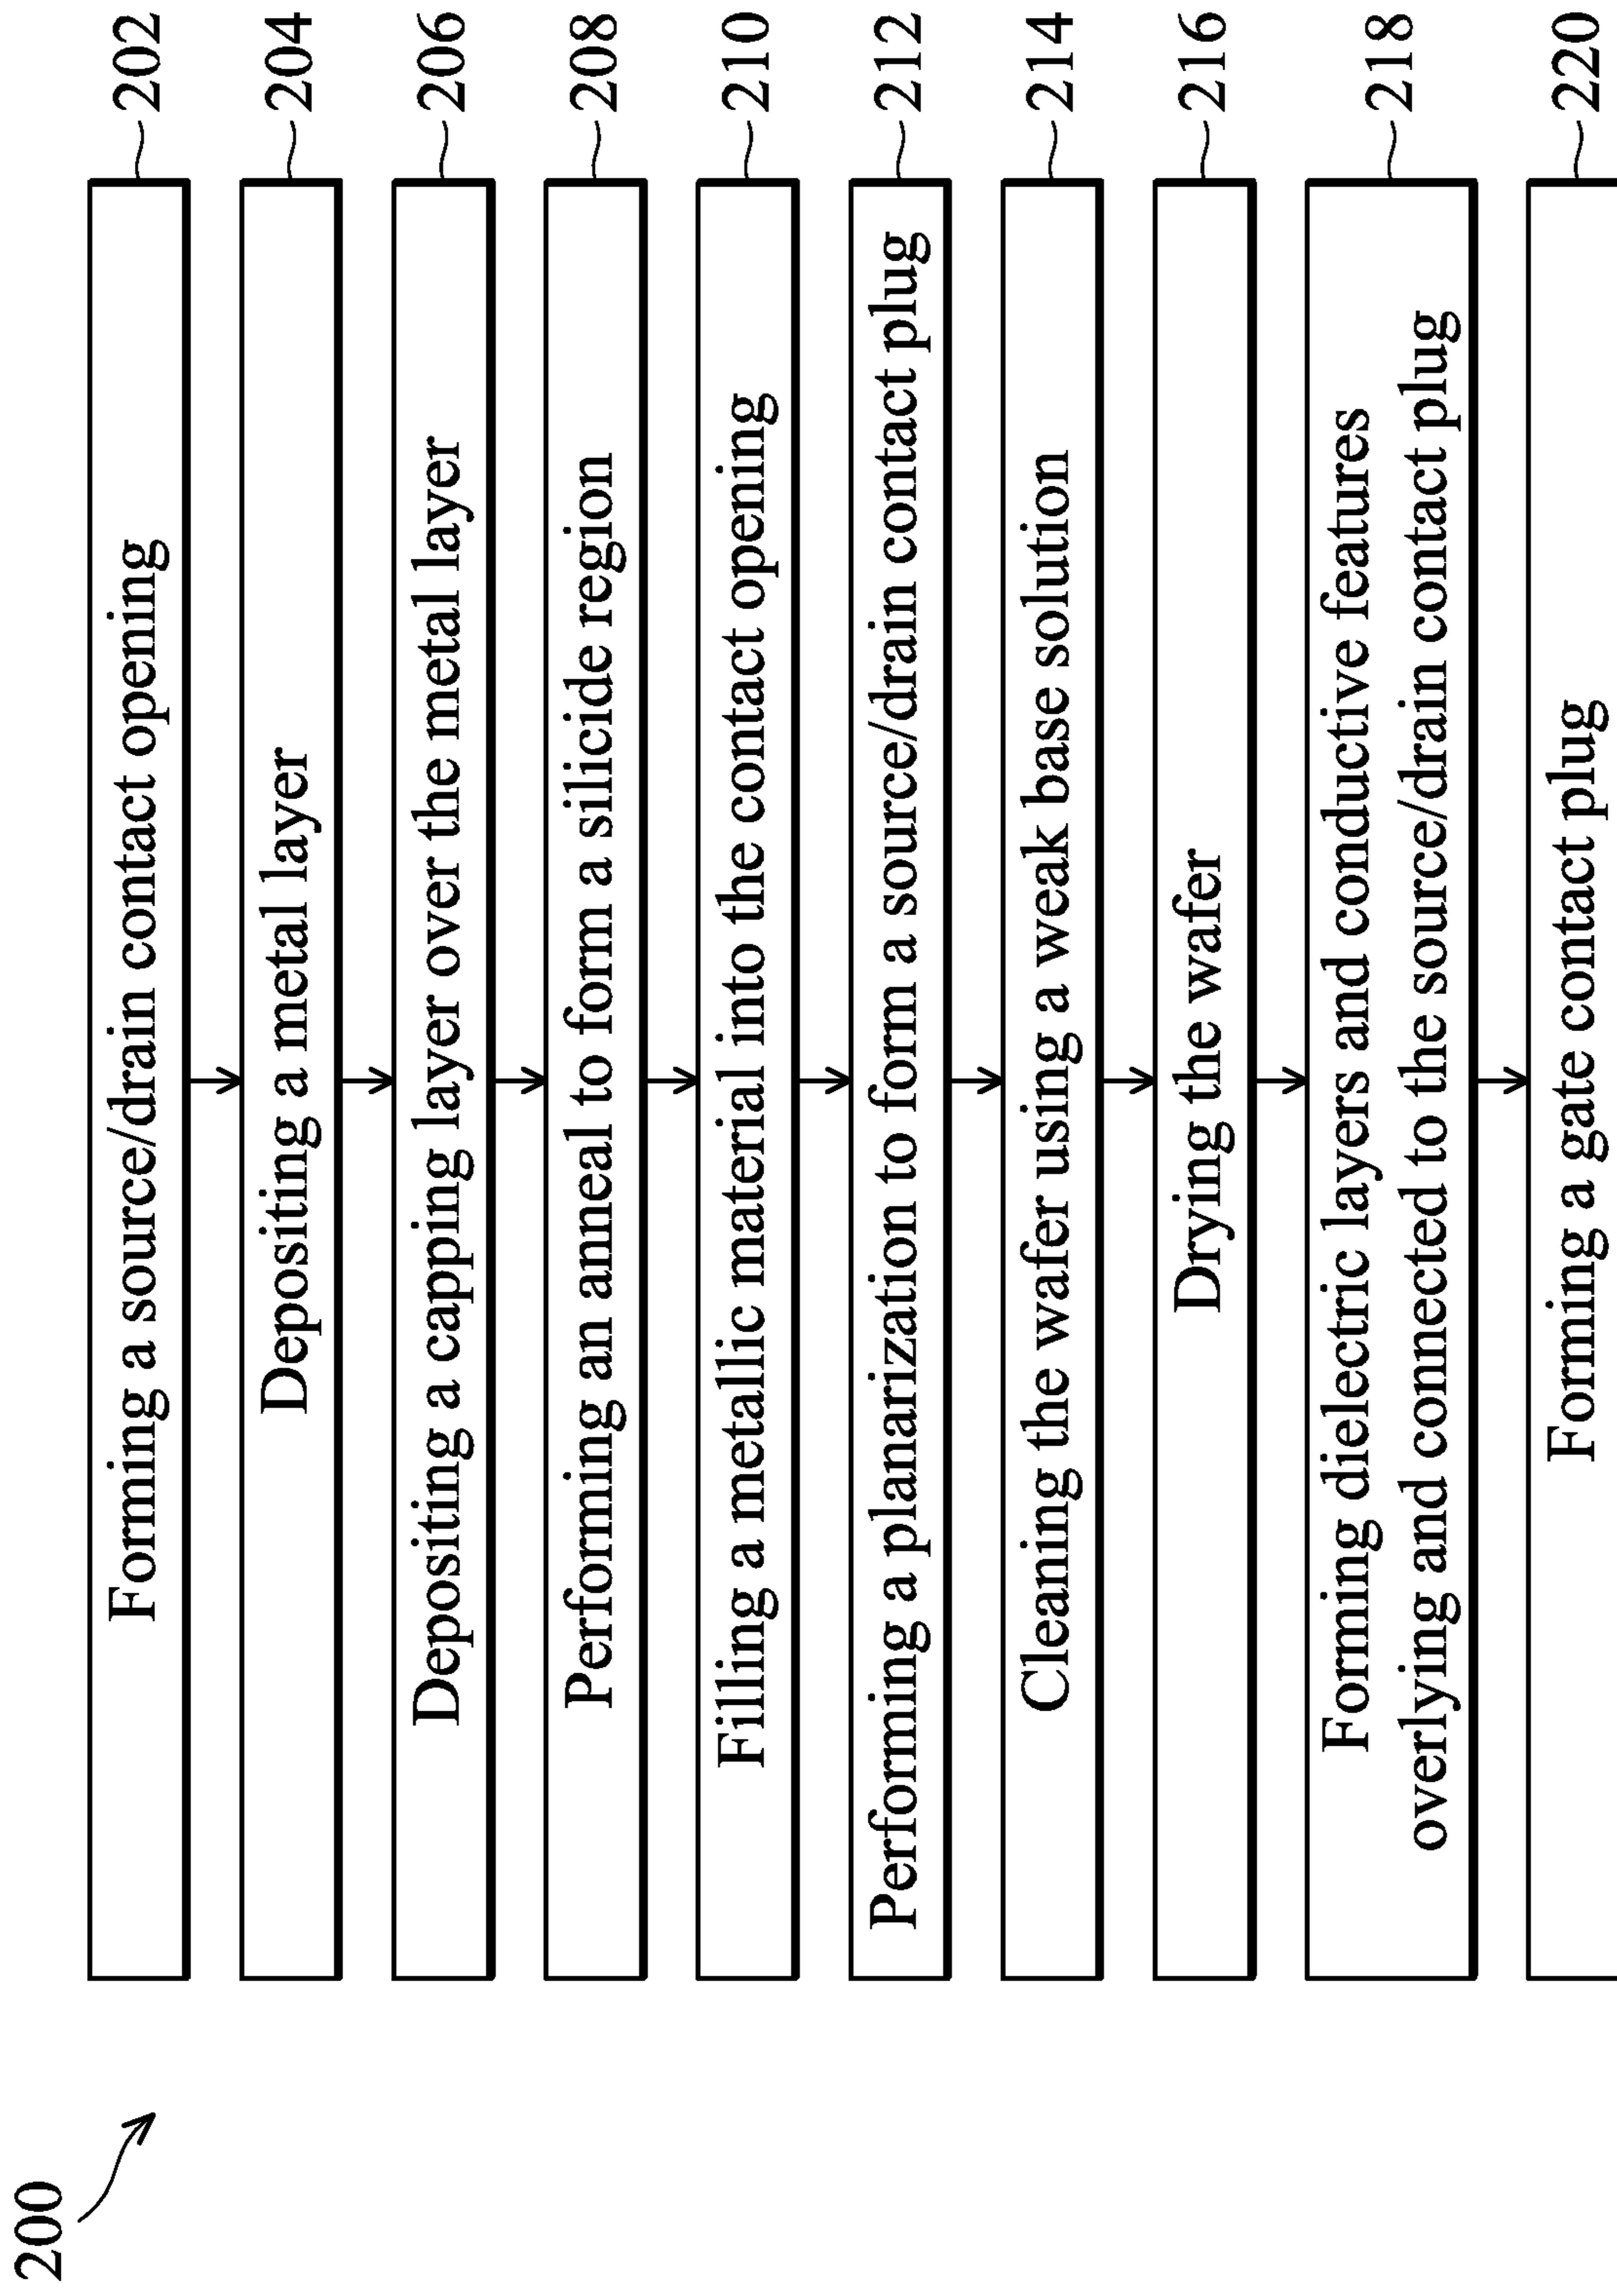 200
Forming a source/drain contact opening 202
Depositing a metal layer 204
Depositing a capping layer over the metal layer 206
Performing an anneal to form a silicide region 208
Filling a metallic material into the contact opening 210
Performing a planarization to form a source/drain contact plug 212
Cleaning the wafer using a weak base solution 214
Drying the wafer 216
Forming dielectric layers and conductive features 218
overlying and connected to the source/drain contact plug
Forming a gate contact plug 220